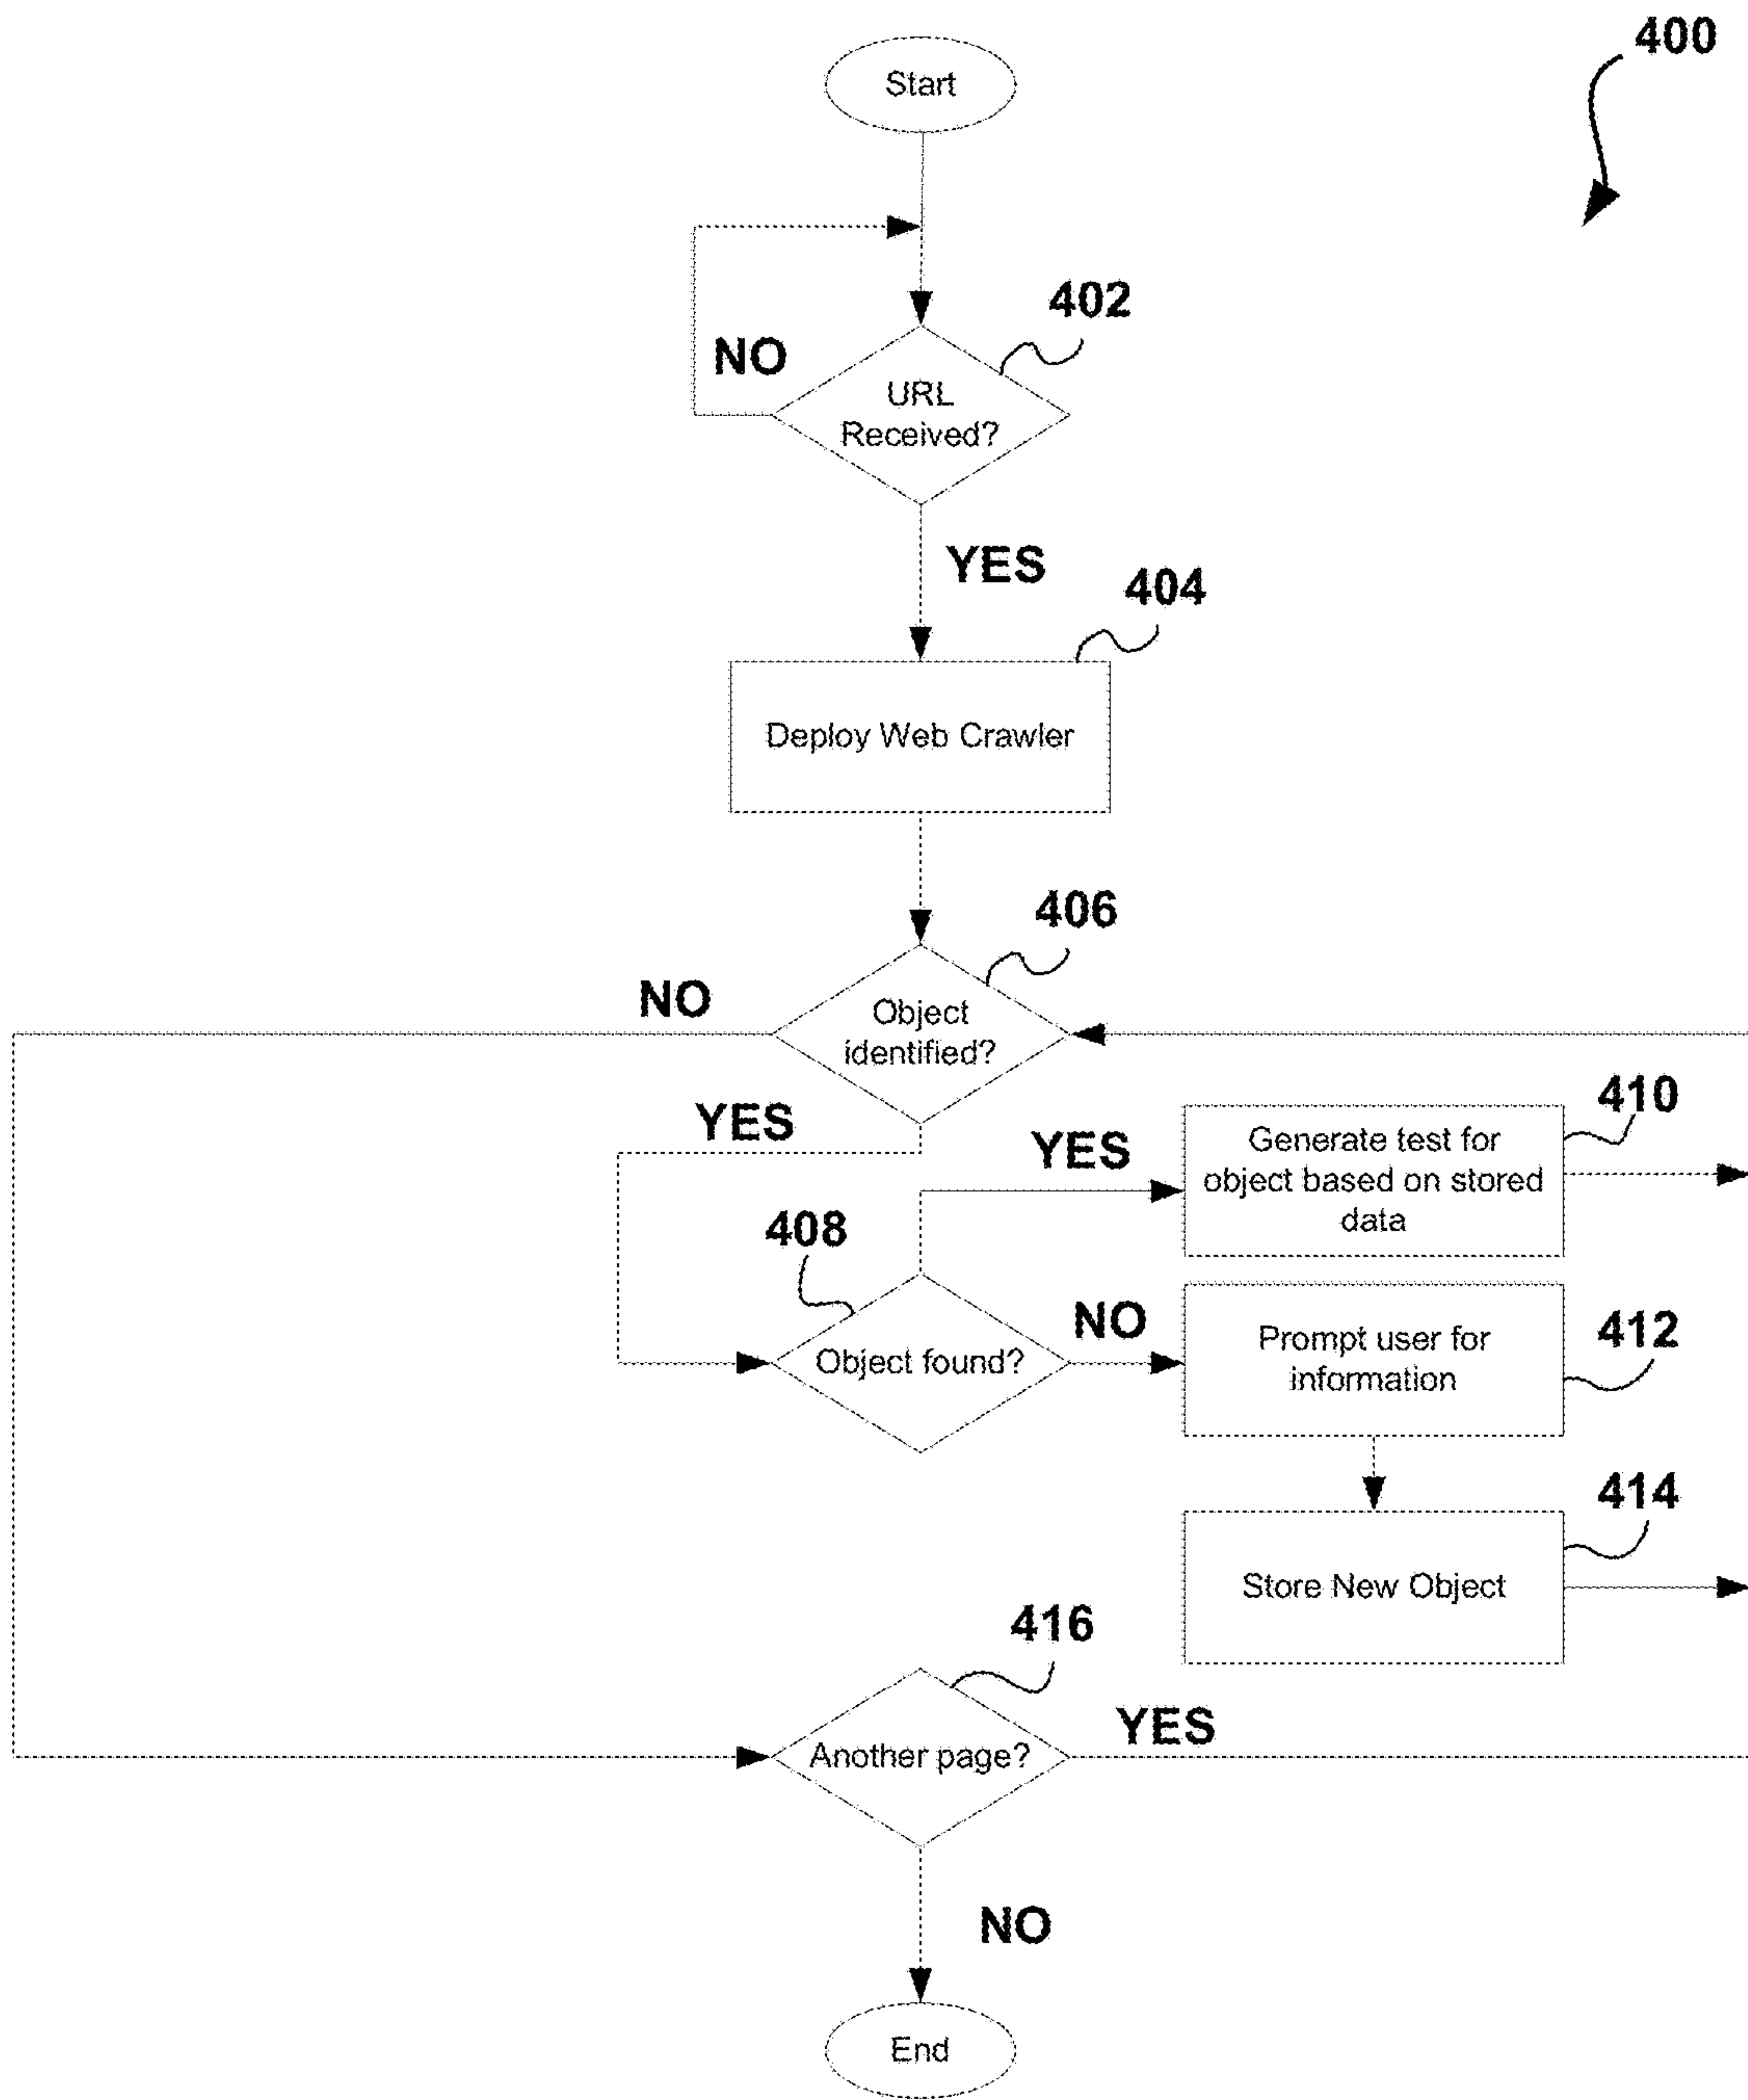 400
Start
402
NO
URL
Received?
YES
404
Deploy Web Crawler
406
NO
Object
identified?
YES
YES
410
Generate test for
object based on stored
data
408
Object found?
NO
412
Prompt user for
information
414
Store New Object
416
Another page?
YES
NO
End